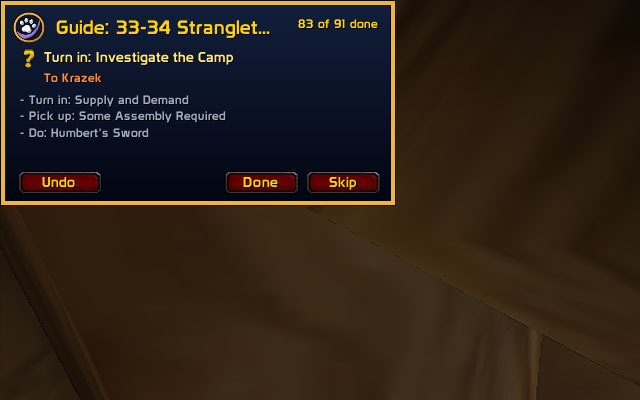 Guide: 33-34 Stranglet...
83 of 91 done
? Turn in: Investigate the Camp
To Krazek
- Turn in: Supply and Demand
- Pick up: Some Assembly Required
- Do: Humbert's Sword
Undo
Done
Skip